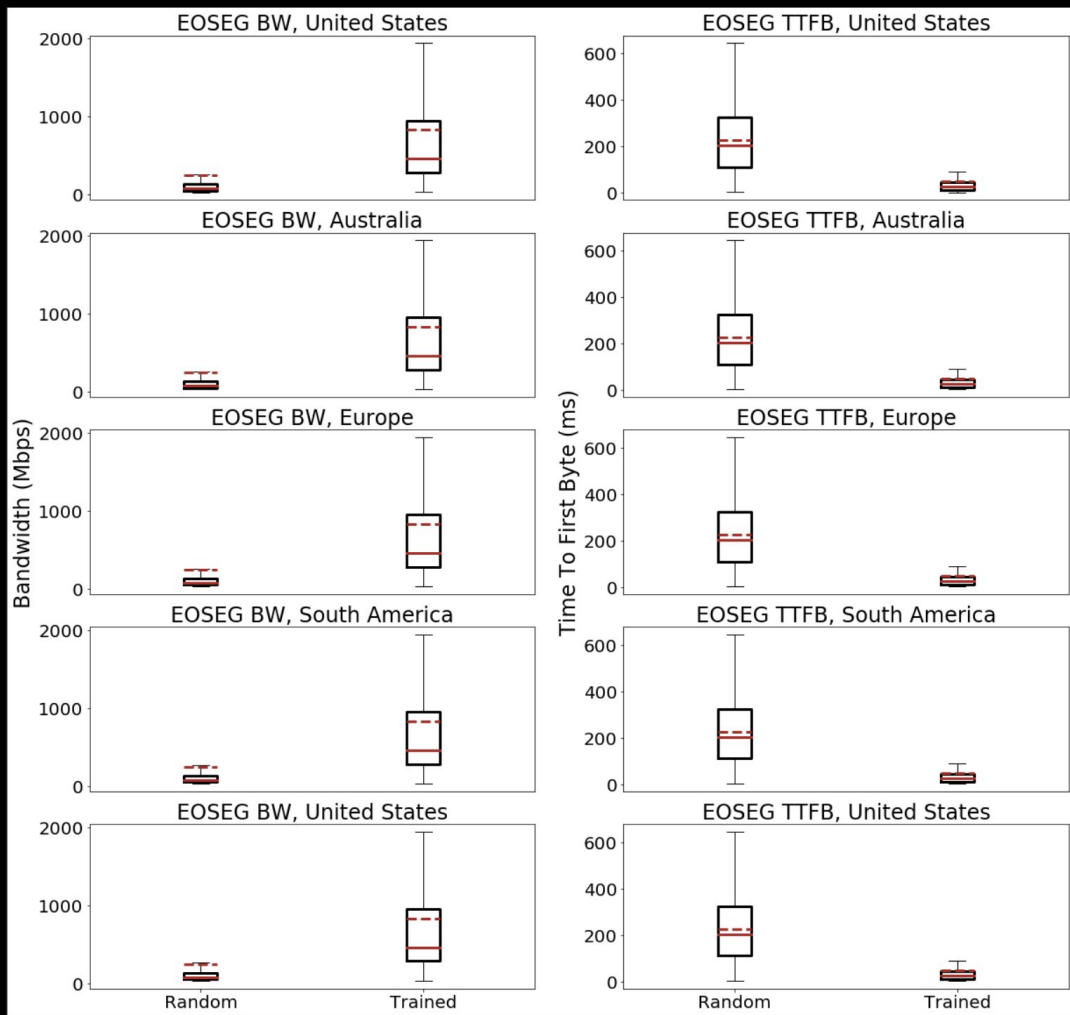 EOSEG BW, United States
2000
1000
0
EOSEG TTFB, United States
600
400
200
0
EOSEG BW, Australia
2000
1000
0
EOSEG TTFB, Australia
600
400
200
0
Bandwidth (Mbps)
Time To First Byte (ms)
EOSEG BW, Europe
2000
1000
0
EOSEG TTFB, Europe
600
400
200
0
EOSEG BW, South America
2000
1000
0
EOSEG TTFB, South America
600
400
200
0
EOSEG BW, United States
2000
1000
0
Random
Trained
EOSEG TTFB, United States
600
400
200
0
Random
Trained